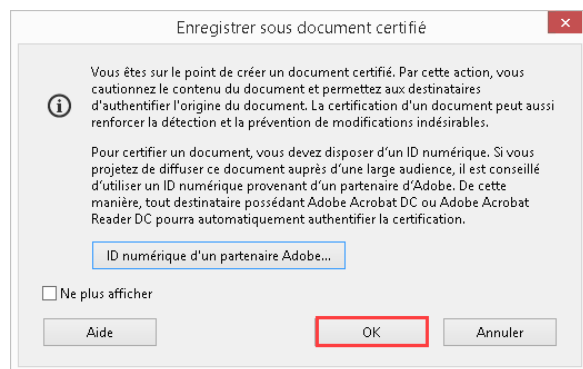 Enregistrer sous document certifié
Vous êtes sur le point de créer un document certifié. Par cette action, vous
cautionnez le contenu du document et permettez aux destinataires
d'authentifier l'origine du document. La certification d'un document peut aussi
renforcer la détection et la prévention de modifications indésirables.
Pour certifier un document, vous devez disposer d'un ID numérique. Si vous
projetez de diffuser ce document auprès d'une large audience, il est conseillé
d'utiliser un ID numérique provenant d'un partenaire d'Adobe. De cette
manière, tout destinataire possédant Adobe Acrobat DC ou Adobe Acrobat
Reader DC pourra automatiquement authentifier la certification.
ID numérique d'un partenaire Adobe...
Ne plus afficher
Aide OK Annuler